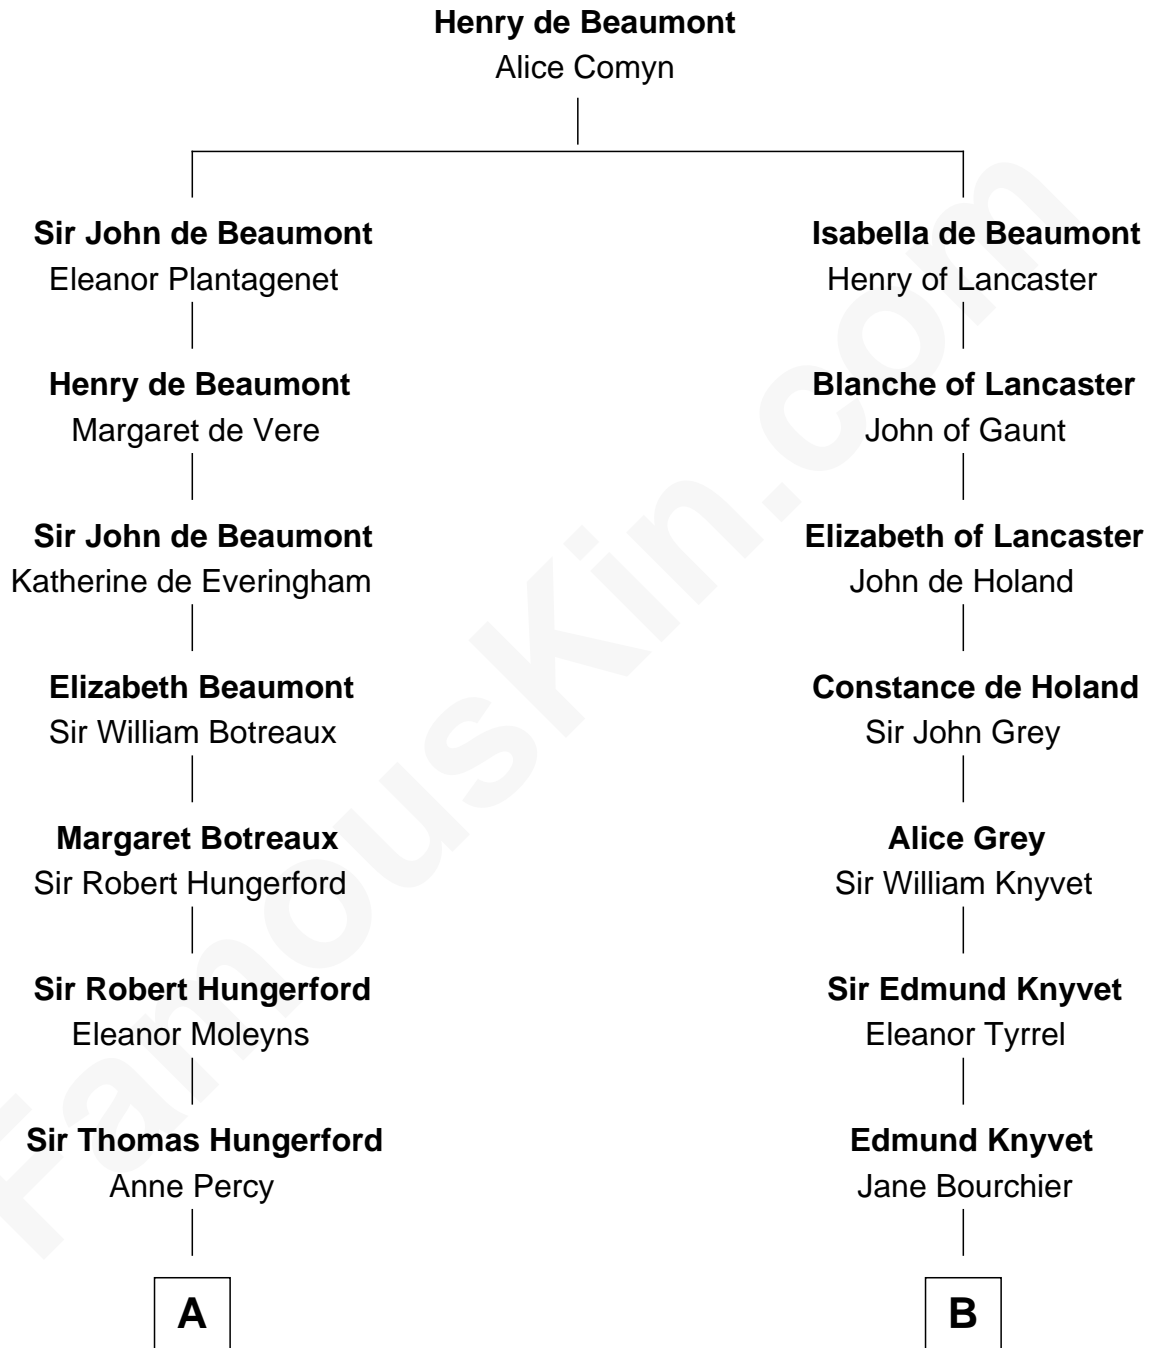 Henry de Beaumont
Alice Comyn
Sir John de Beaumont
Eleanor Plantagenet
Isabella de Beaumont
Henry of Lancaster
Henry de Beaumont
Margaret de Vere
Blanche of Lancaster
John of Gaunt
Sir John de Beaumont
Katherine de Everingham
Elizabeth of Lancaster
John de Holand
Elizabeth Beaumont
Sir William Botreaux
Constance de Holand
Sir John Grey
Margaret Botreaux
Sir Robert Hungerford
Alice Grey
Sir William Knyvet
Sir Robert Hungerford
Eleanor Moleyns
Sir Edmund Knyvet
Eleanor Tyrrel
Sir Thomas Hungerford
Anne Percy
Edmund Knyvet
Jane Bourchier
A
B
FamousKin.com